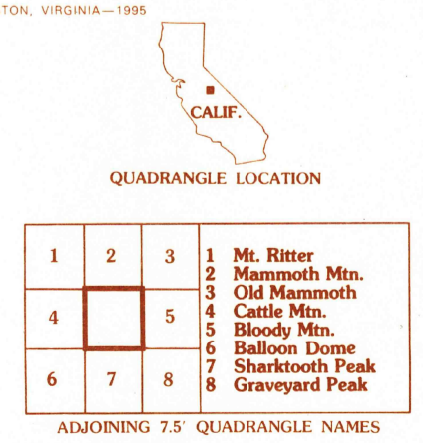 TON, VIRGINIA—1995
CALIF.
QUADRANGLE LOCATION
1 2 3
4 5
6 7 8
1 Mt. Ritter
2 Mammoth Mtn.
3 Old Mammoth
4 Cattle Mtn.
5 Bloody Mtn.
6 Balloon Dome
7 Sharktooth Peak
8 Graveyard Peak
ADJOINING 7.5′ QUADRANGLE NAMES